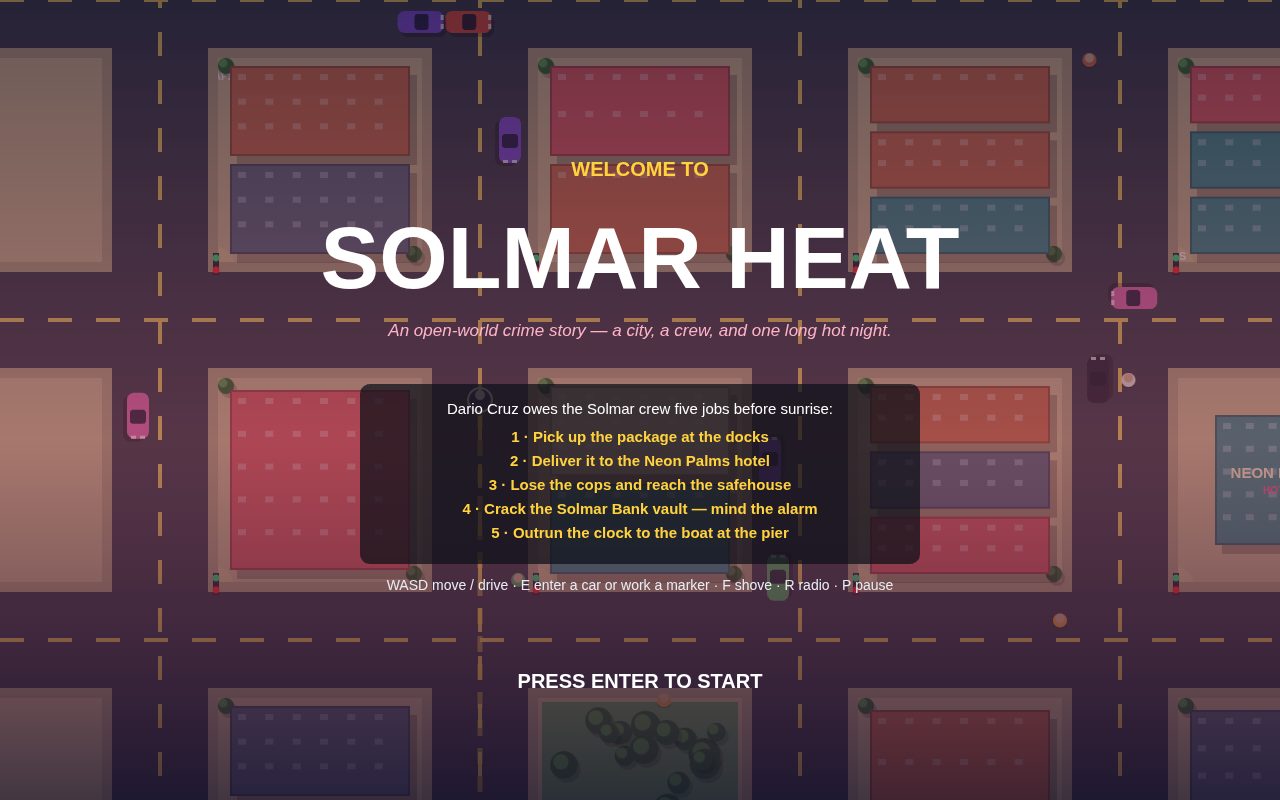 WELCOME TO
SOLMAR HEAT
An open-world crime story — a city, a crew, and one long hot night.
Dario Cruz owes the Solmar crew five jobs before sunrise:
1 · Pick up the package at the docks
2 · Deliver it to the Neon Palms hotel
3 · Lose the cops and reach the safehouse
4 · Crack the Solmar Bank vault — mind the alarm
5 · Outrun the clock to the boat at the pier
NEON
WASD move / drive · E enter a car or work a marker · F shove · R radio · P pause
PRESS ENTER TO START